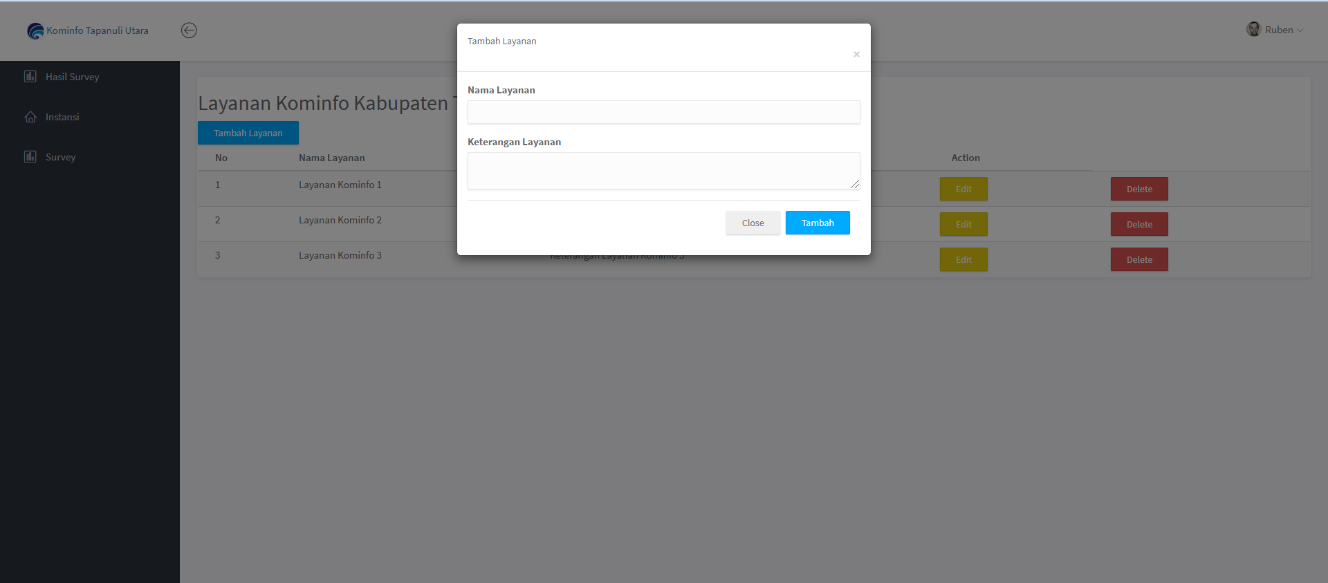 Kominfo Tapanuli Utara
Ruben
Hasil Survey
Instansi
Survey
Layanan Kominfo Kabupaten
Tambah Layanan
No Nama Layanan Action
1 Layanan Kominfo 1 Edit Delete
2 Layanan Kominfo 2 Edit Delete
3 Layanan Kominfo 3 Keterangan Layanan Kominfo 3 Edit Delete
Tambah Layanan
×
Nama Layanan
Keterangan Layanan
Close Tambah